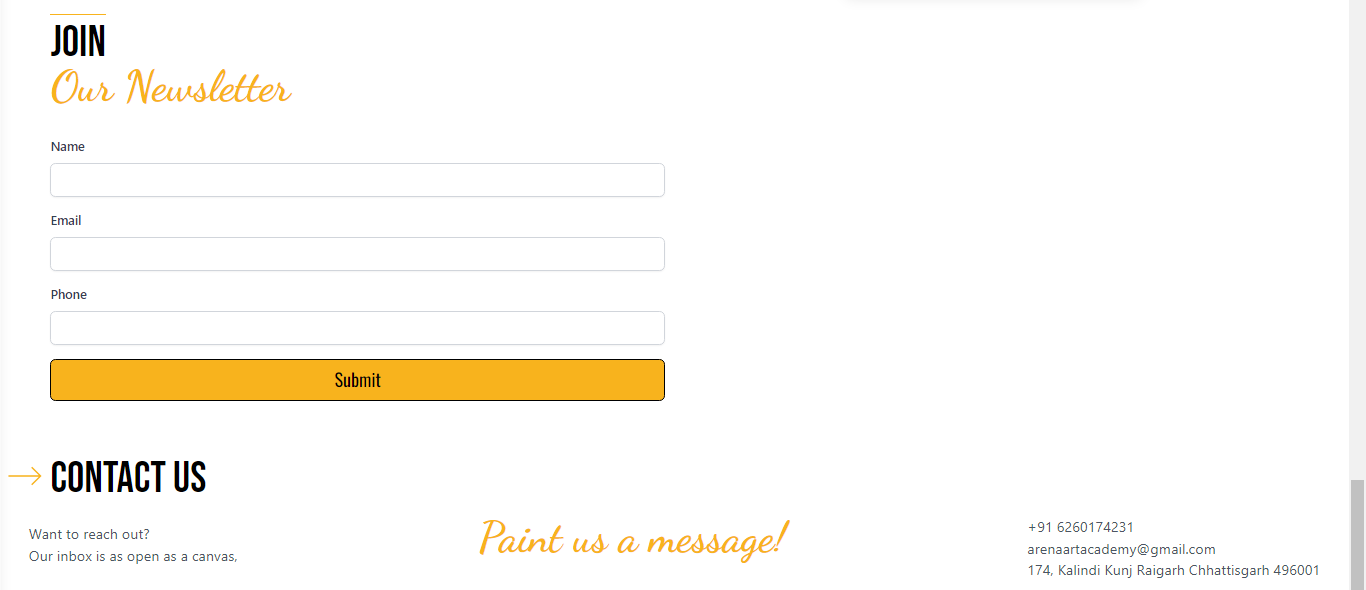 JOIN
Our Newsletter
Name
Email
Phone
Submit
CONTACT US
Want to reach out?
Our inbox is as open as a canvas,
Paint us a message!
+91 6260174231
arenaartacademy@gmail.com
174, Kalindi Kunj Raigarh Chhattisgarh 496001